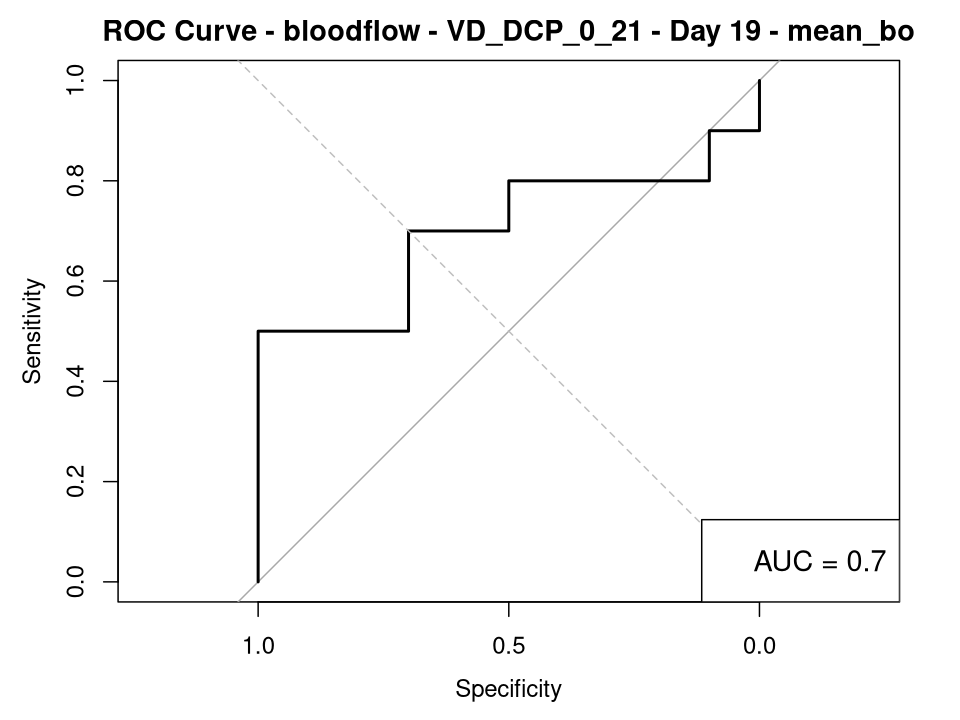 ROC Curve - bloodflow - VD_DCP_0_21 - Day 19 - mean_bo
1.0
0.8
0.6
0.4
0.2
0.0
Sensitivity
AUC = 0.7
1.0 0.5 0.0
Specificity